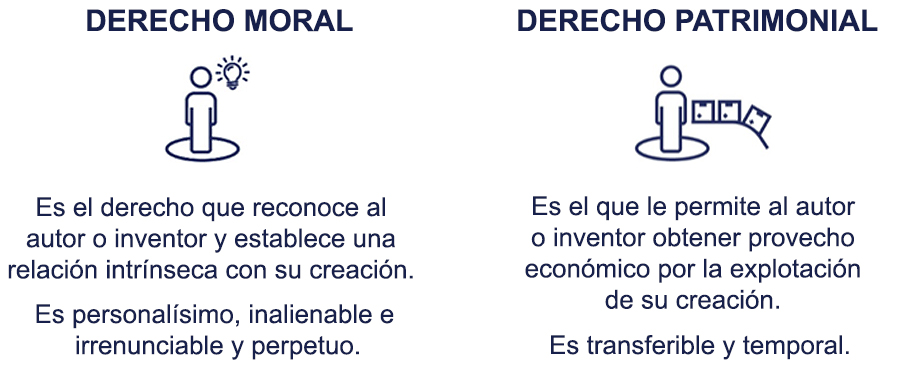 DERECHO MORAL
Es el derecho que reconoce al
autor o inventor y establece una
relación intrínseca con su creación.
Es personalísimo, inalienable e
irrenunciable y perpetuo.
DERECHO PATRIMONIAL
Es el que le permite al autor
o inventor obtener provecho
económico por la explotación
de su creación.
Es transferible y temporal.